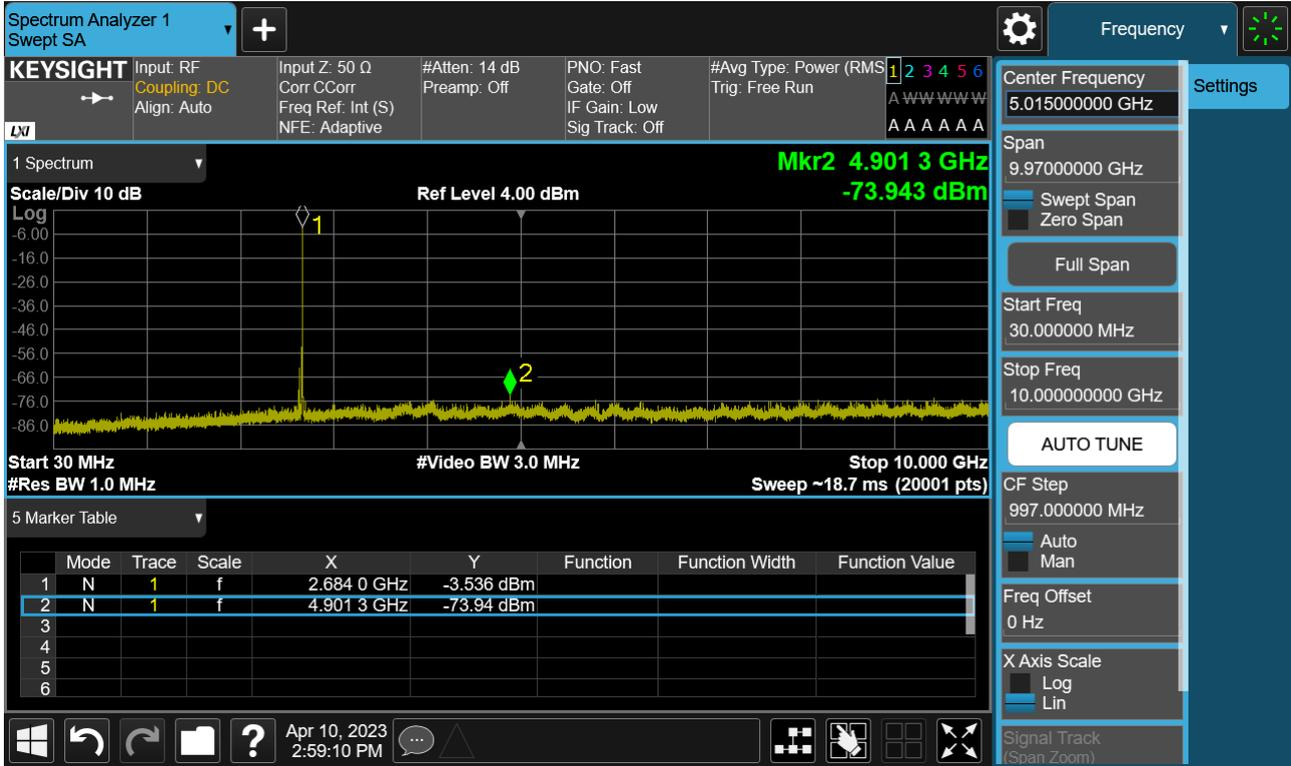 Spectrum Analyzer 1
Swept SA
+
Frequency
KEYSIGHT
LXI
Input: RF
Coupling: DC
Align: Auto
Input Z: 50 Ω
Corr CCorr
Freq Ref: Int (S)
NFE: Adaptive
#Atten: 14 dB
Preamp: Off
PNO: Fast
Gate: Off
IF Gain: Low
Sig Track: Off
#Avg Type: Power (RMS
Trig: Free Run
1 2 3 4 5 6
A W W W W W
A A A A A A
1 Spectrum
Mkr2 4.901 3 GHz
Scale/Div 10 dB
Ref Level 4.00 dBm
-73.943 dBm
Log
1
-6.00
-16.0
-26.0
-36.0
-46.0
-56.0
-66.0
2
-76.0
-86.0
Start 30 MHz
#Video BW 3.0 MHz
Stop 10.000 GHz
#Res BW 1.0 MHz
Sweep ~18.7 ms (20001 pts)
5 Marker Table
Mode Trace Scale X Y Function Function Width Function Value
1 N 1 f 2.684 0 GHz -3.536 dBm
2 N 1 f 4.901 3 GHz -73.94 dBm
3
4
5
6
?
Apr 10, 2023
2:59:10 PM
Center Frequency
5.015000000 GHz
Settings
Span
9.97000000 GHz
Swept Span
Zero Span
Full Span
Start Freq
30.000000 MHz
Stop Freq
10.000000000 GHz
AUTO TUNE
CF Step
997.000000 MHz
Auto
Man
Freq Offset
0 Hz
X Axis Scale
Log
Lin
Signal Track
(Span Zoom)